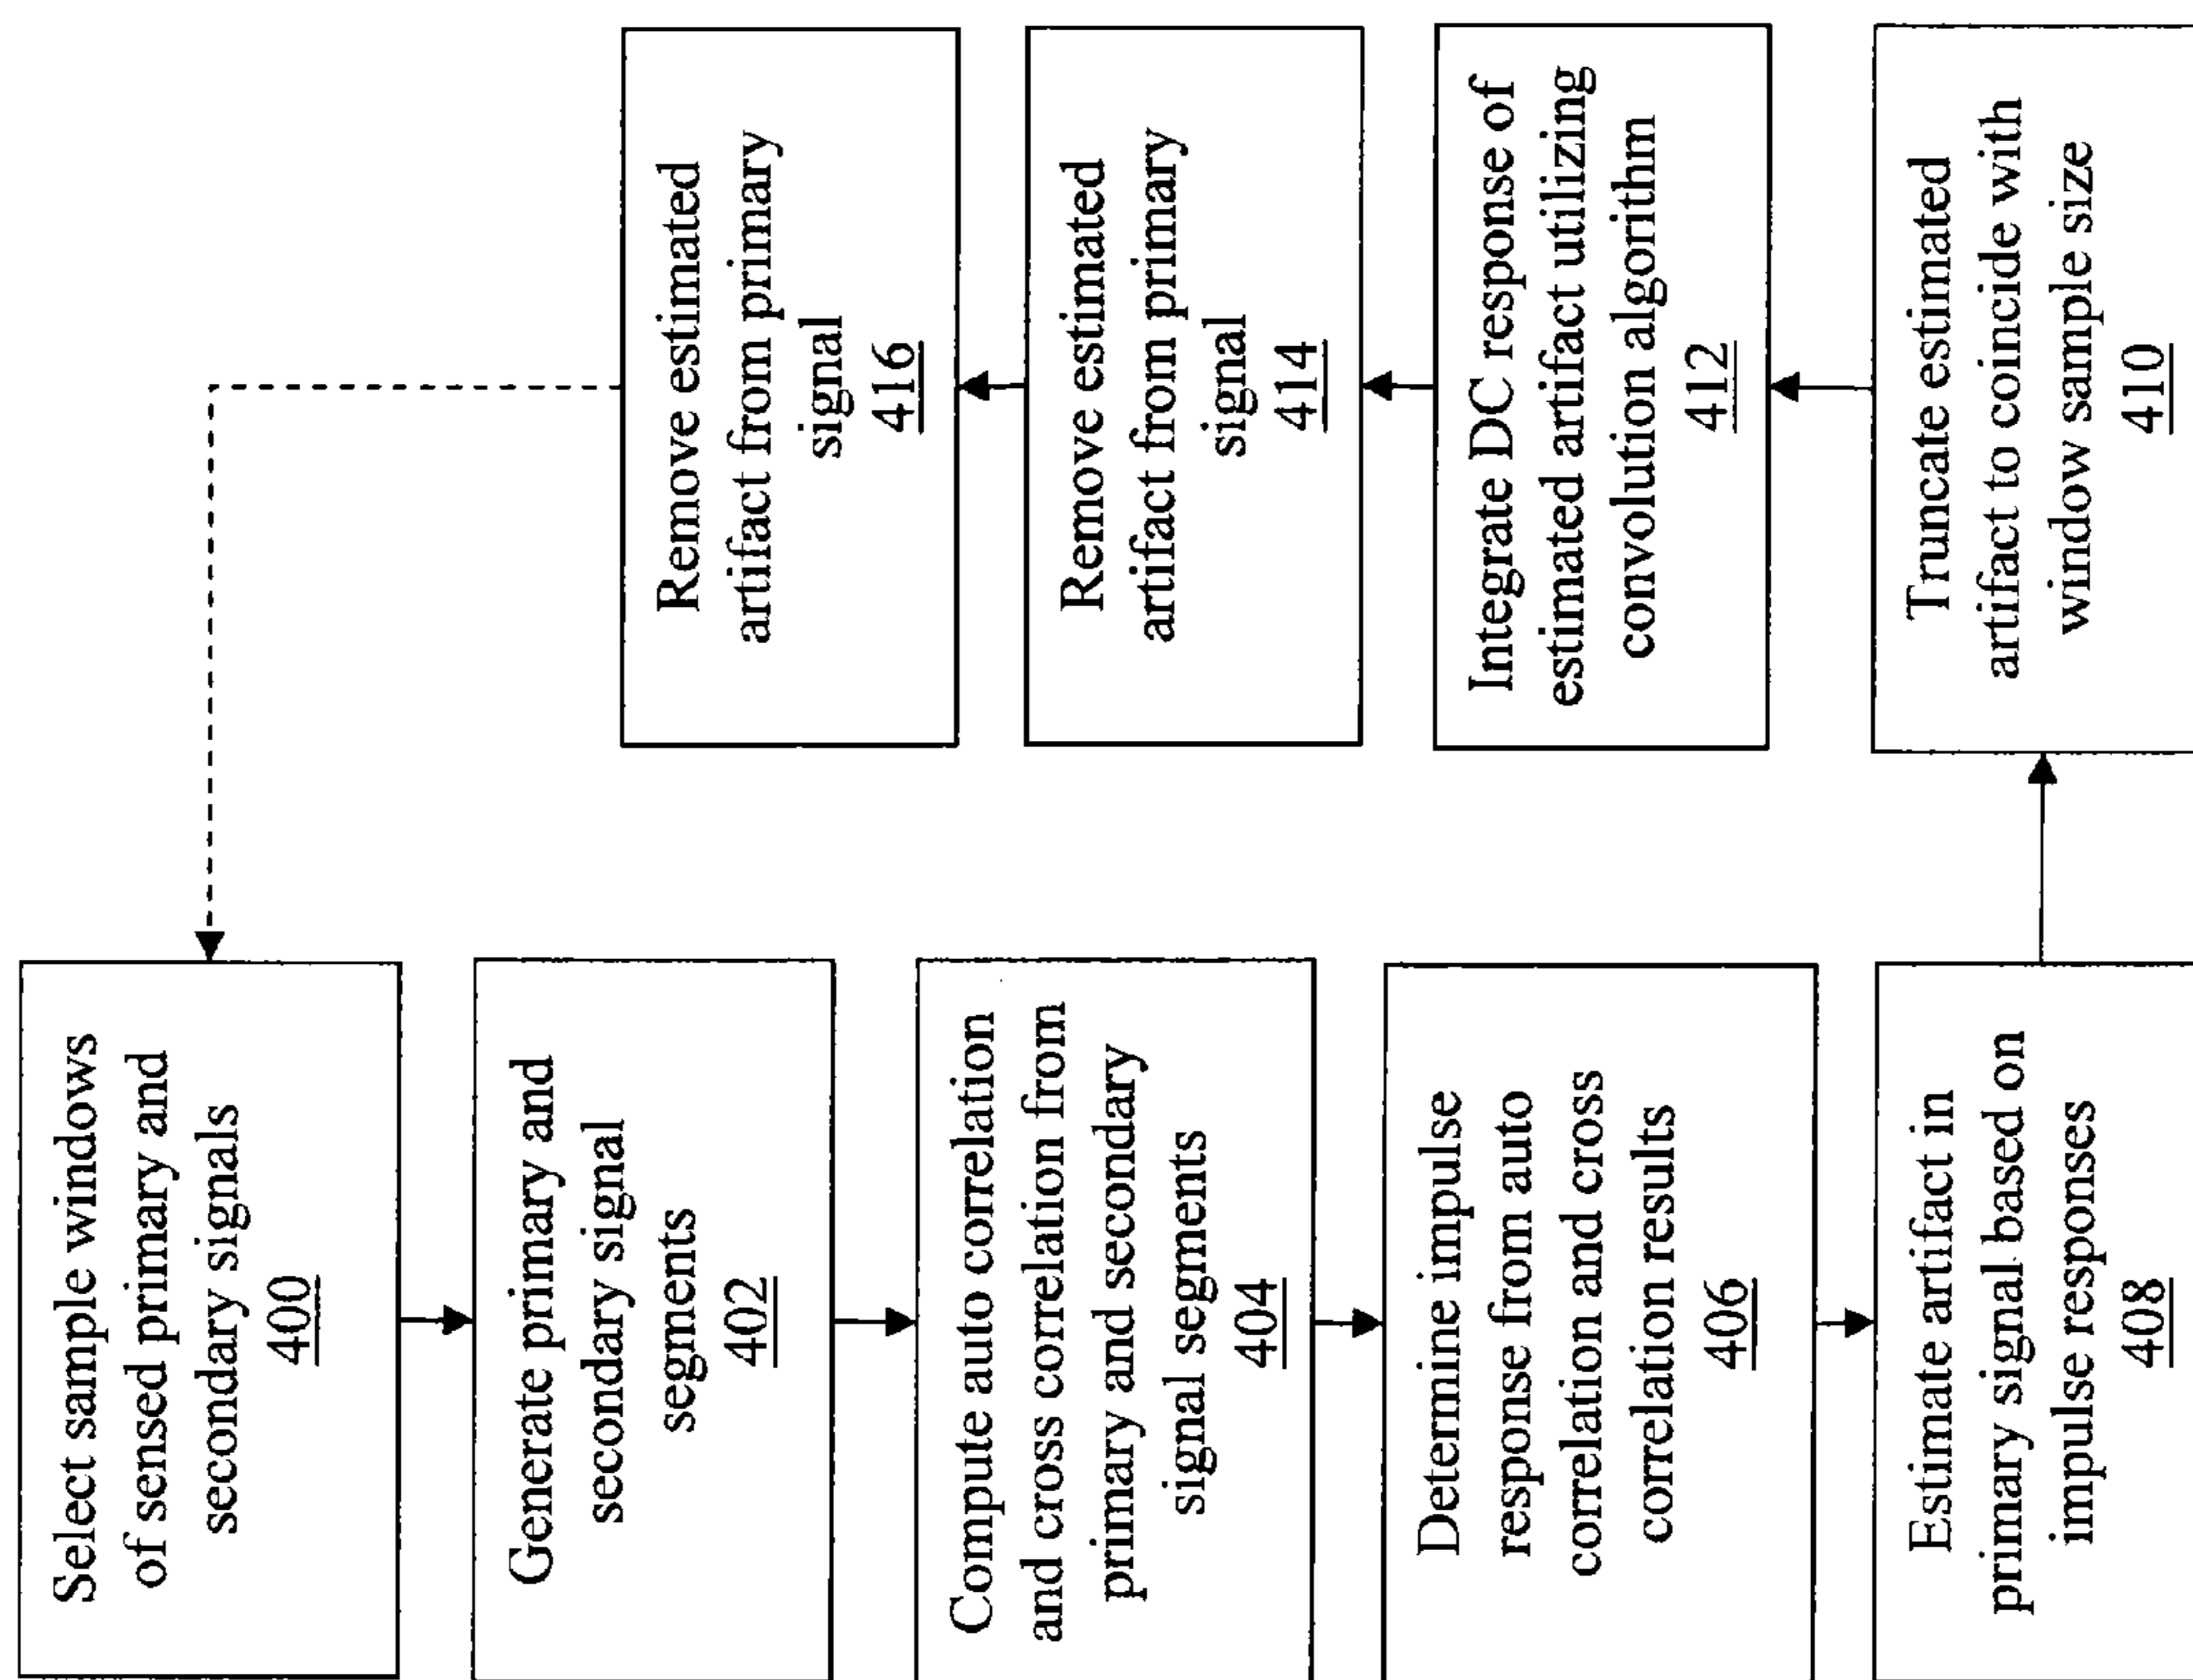 Select sample windows
of sensed primary and
secondary signals
400
Generate primary and
secondary signal
segments
402
Compute auto correlation
and cross correlation from
primary and secondary
signal segments
404
Determine impulse
response from auto
correlation and cross
correlation results
406
Estimate artifact in
primary signal based on
impulse responses
408
Truncate estimated
artifact to coincide with
window sample size
410
Integrate DC response of
estimated artifact utilizing
convolution algorithm
412
Remove estimated
artifact from primary
signal
414
Remove estimated
artifact from primary
signal
416